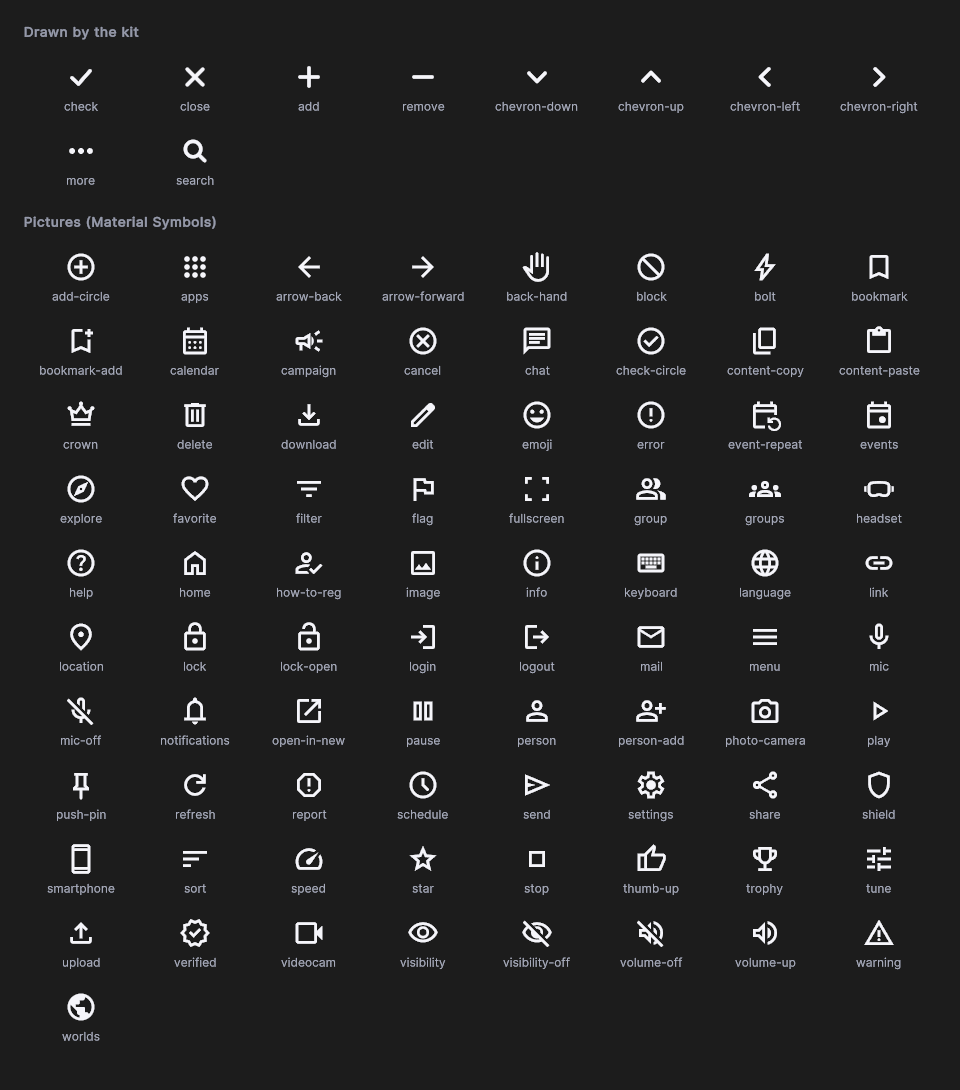 Drawn by the kit
check close add remove chevron-down chevron-up chevron-left chevron-right
more search
Pictures (Material Symbols)
add-circle apps arrow-back arrow-forward back-hand block bolt bookmark
bookmark-add calendar campaign cancel chat check-circle content-copy content-paste
crown delete download edit emoji error event-repeat events
explore favorite filter flag fullscreen group groups headset
help home how-to-reg image info keyboard language link
location lock lock-open login logout mail menu mic
mic-off notifications open-in-new pause person person-add photo-camera play
push-pin refresh report schedule send settings share shield
smartphone sort speed star stop thumb-up trophy tune
upload verified videocam visibility visibility-off volume-off volume-up warning
worlds